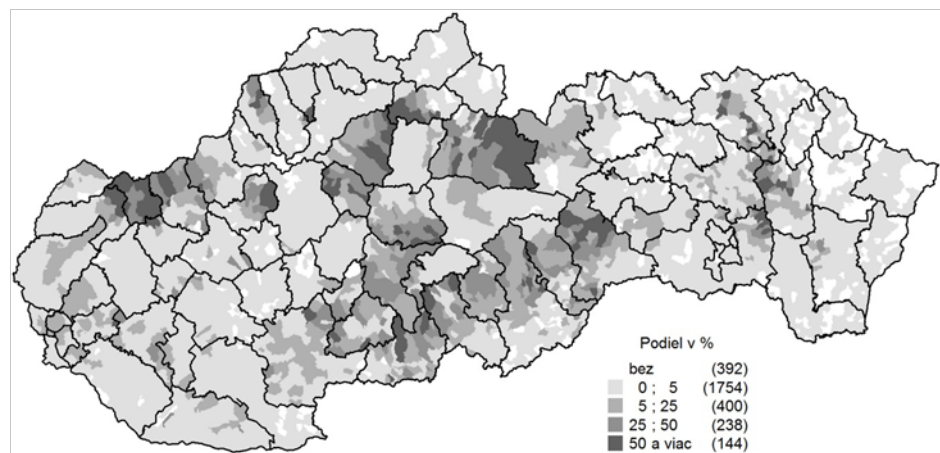 Podiel v %
bez (392)
0 ; 5 (1754)
5 ; 25 (400)
25 ; 50 (238)
50 a viac (144)